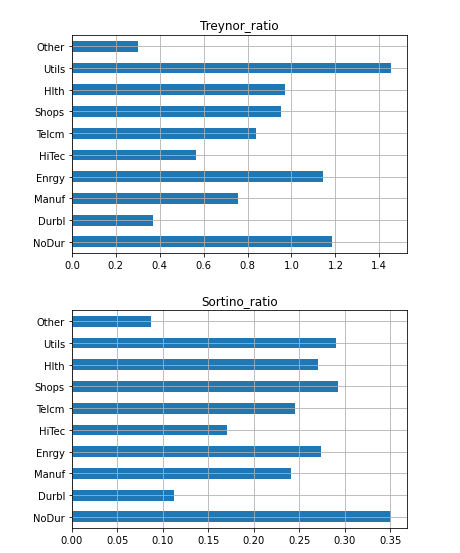 Treynor_ratio
Other
Utils
Hlth
Shops
Telcm
HiTec
Enrgy
Manuf
Durbl
NoDur
0.0 0.2 0.4 0.6 0.8 1.0 1.2 1.4
Sortino_ratio
Other
Utils
Hlth
Shops
Telcm
HiTec
Enrgy
Manuf
Durbl
NoDur
0.00 0.05 0.10 0.15 0.20 0.25 0.30 0.35